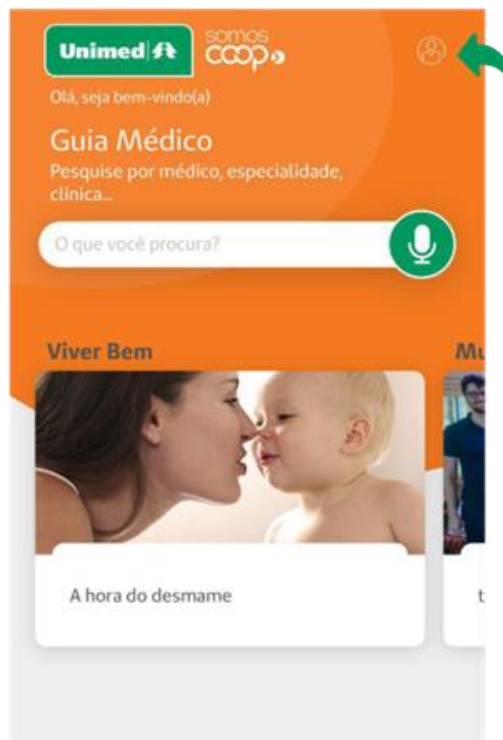 Unimed
somos
coop
Olá, seja bem-vindo(a)
Guia Médico
Pesquise por médico, especialidade,
clínica...
O que você procura?
Viver Bem
Mu
A hora do desmame
t